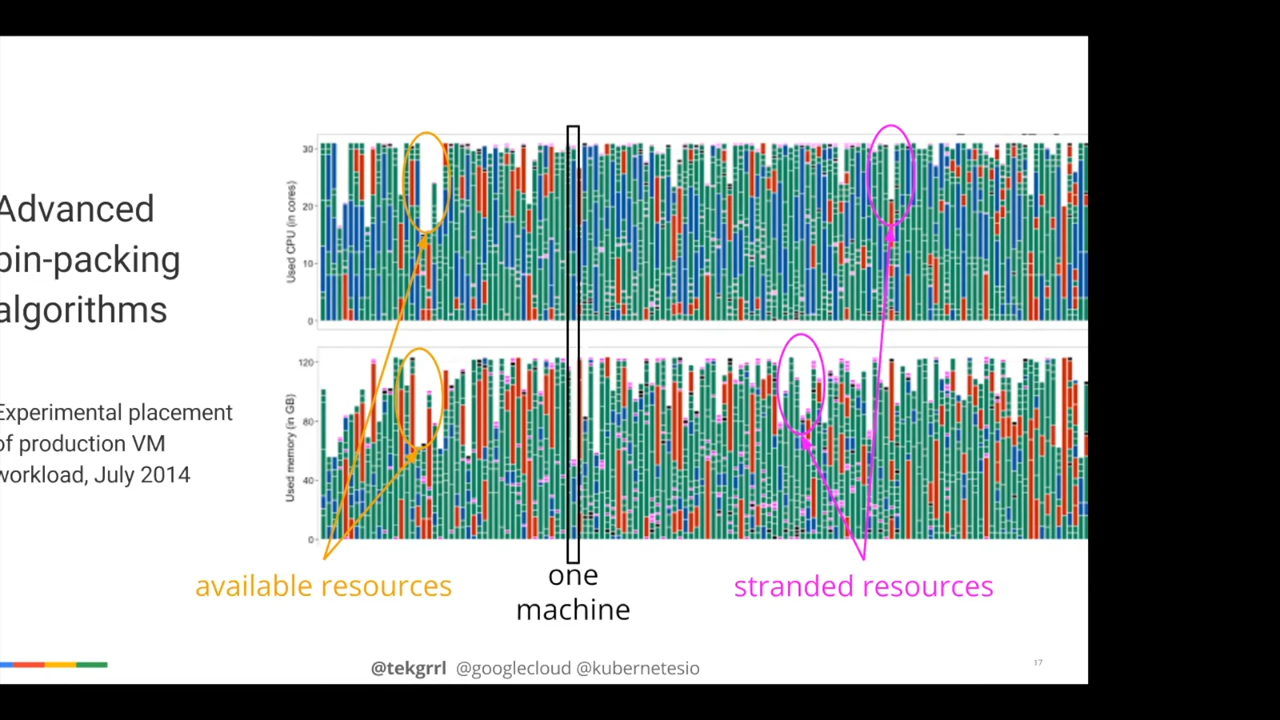 Advanced
bin-packing
algorithms
Experimental placement
of production VM
workload, July 2014
Used CPU (in cores)
30
20
10
0
Used memory (in GB)
120
80
40
0
available resources
one
machine
stranded resources
@tekgrrl @googlecloud @kubernetesio
17